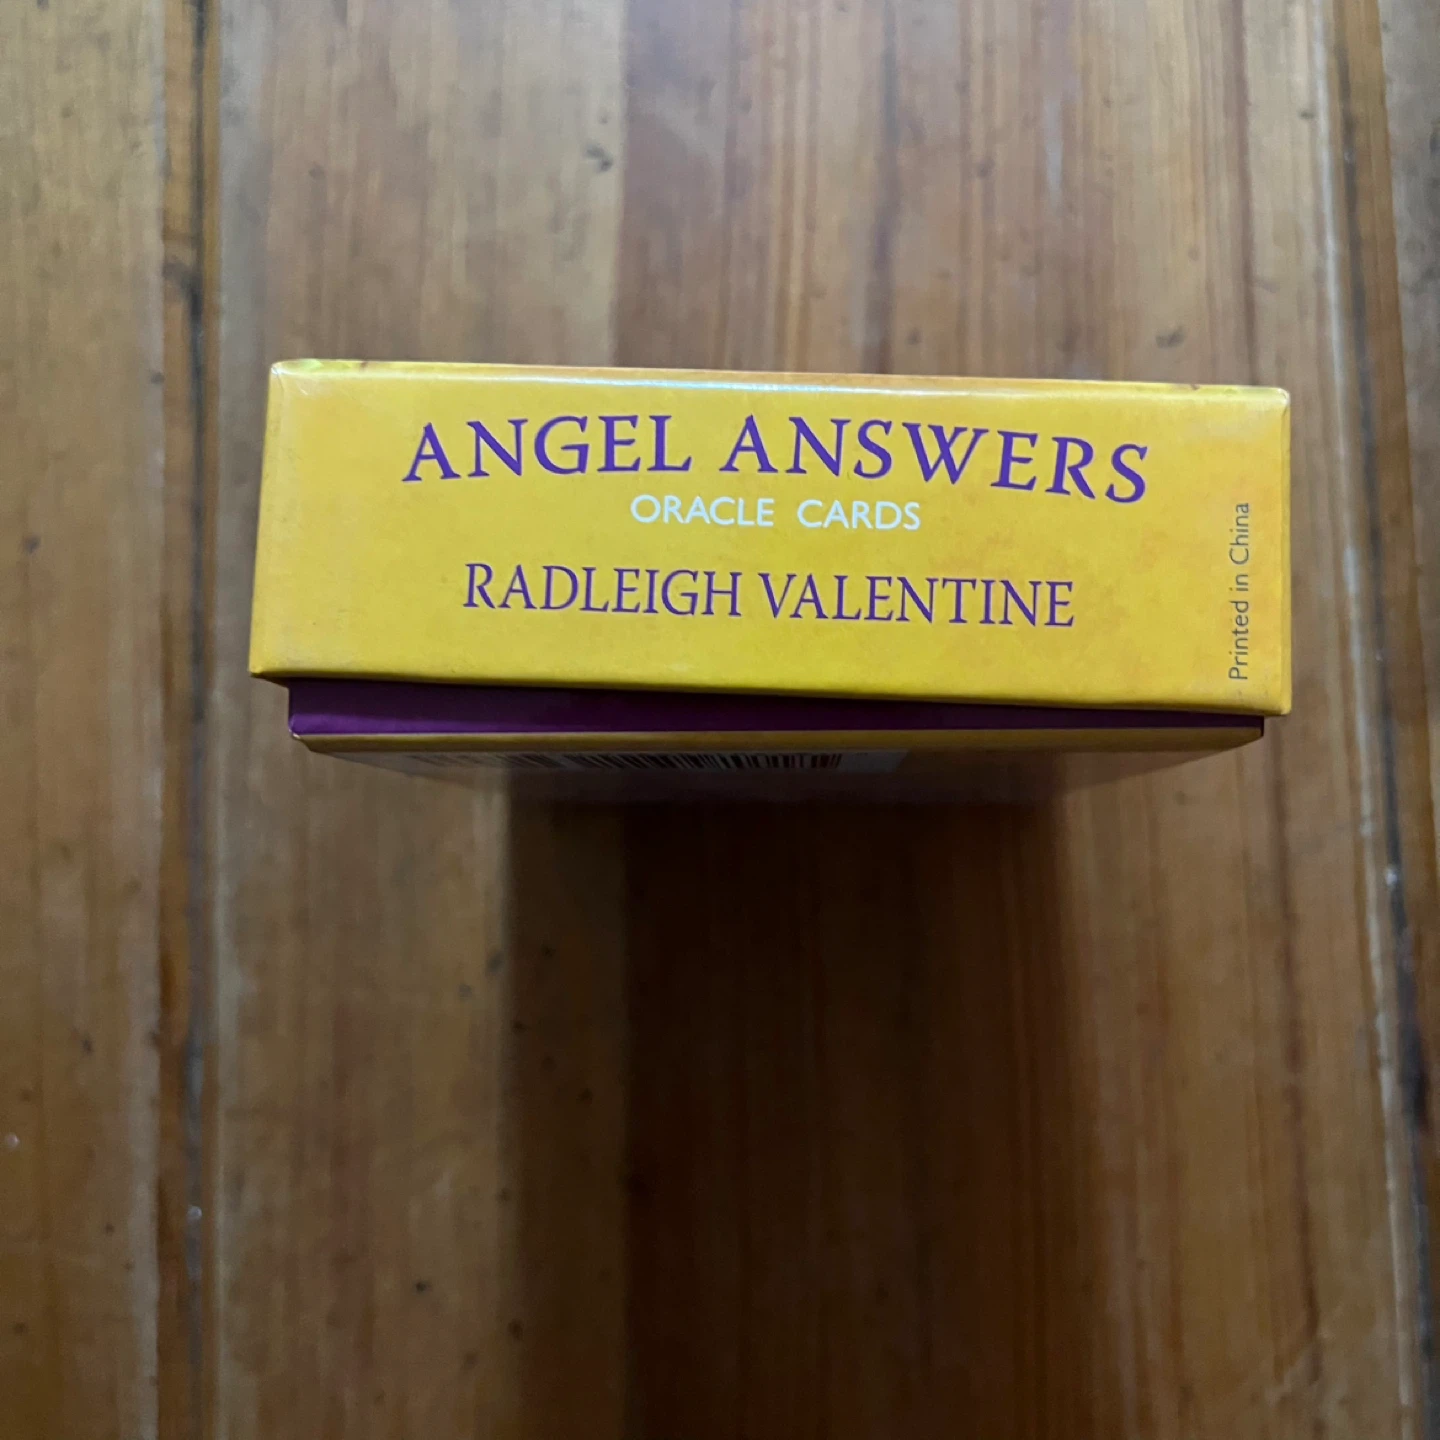 ANGEL ANSWERS
ORACLE CARDS
RADLEIGH VALENTINE
Printed in China